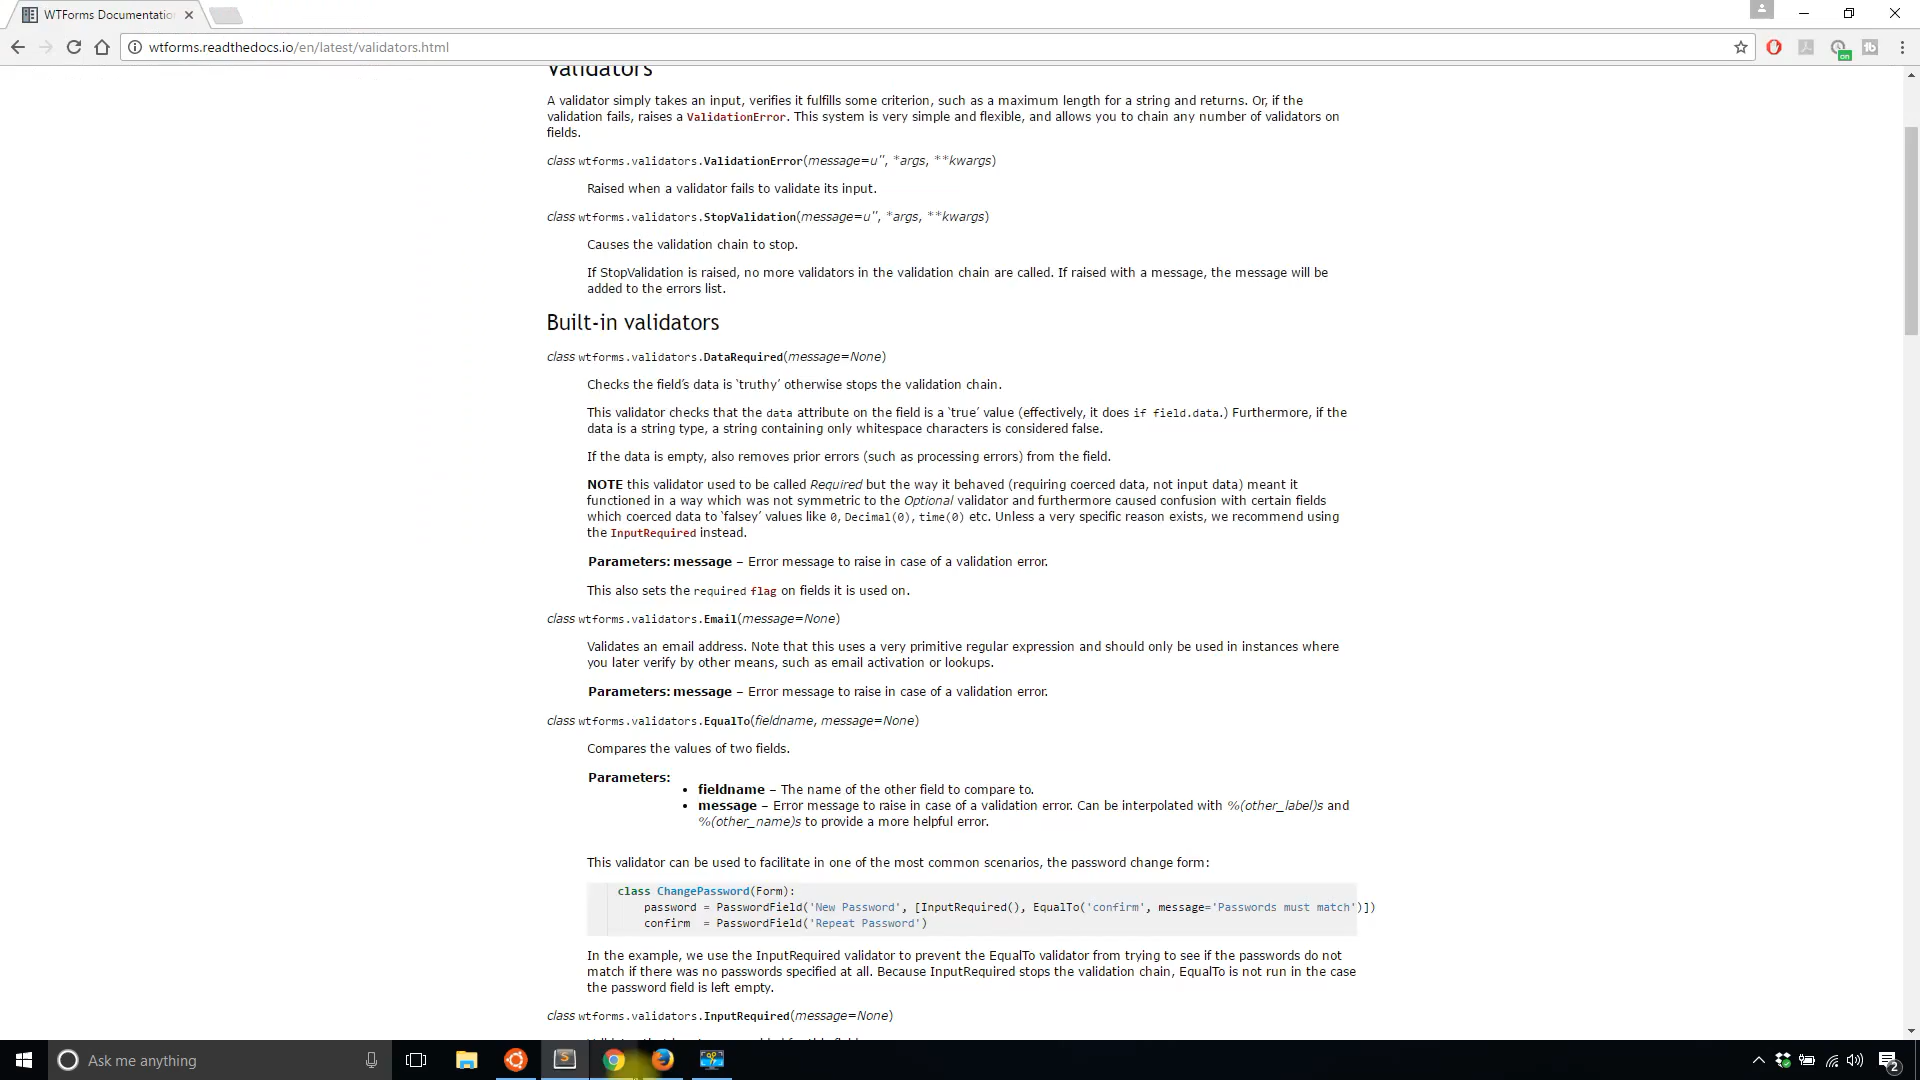 WTForms Documentation
wtforms.readthedocs.io/en/latest/validators.html
on
Validators
A validator simply takes an input, verifies it fulfills some criterion, such as a maximum length for a string and returns. Or, if the
validation fails, raises a ValidationError. This system is very simple and flexible, and allows you to chain any number of validators on
fields.
class wtforms.validators.ValidationError(message=u'', *args, **kwargs)
Raised when a validator fails to validate its input.
class wtforms.validators.StopValidation(message=u'', *args, **kwargs)
Causes the validation chain to stop.
If StopValidation is raised, no more validators in the validation chain are called. If raised with a message, the message will be
added to the errors list.
Built-in validators
class wtforms.validators.DataRequired(message=None)
Checks the field’s data is ‘truthy’ otherwise stops the validation chain.
This validator checks that the data attribute on the field is a ‘true’ value (effectively, it does if field.data.) Furthermore, if the
data is a string type, a string containing only whitespace characters is considered false.
If the data is empty, also removes prior errors (such as processing errors) from the field.
NOTE this validator used to be called Required but the way it behaved (requiring coerced data, not input data) meant it
functioned in a way which was not symmetric to the Optional validator and furthermore caused confusion with certain fields
which coerced data to ‘falsey’ values like 0, Decimal(0), time(0) etc. Unless a very specific reason exists, we recommend using
the InputRequired instead.
Parameters: message – Error message to raise in case of a validation error.
This also sets the required flag on fields it is used on.
class wtforms.validators.Email(message=None)
Validates an email address. Note that this uses a very primitive regular expression and should only be used in instances where
you later verify by other means, such as email activation or lookups.
Parameters: message – Error message to raise in case of a validation error.
class wtforms.validators.EqualTo(fieldname, message=None)
Compares the values of two fields.
Parameters:
• fieldname – The name of the other field to compare to.
• message – Error message to raise in case of a validation error. Can be interpolated with %(other_label)s and
%(other_name)s to provide a more helpful error.
This validator can be used to facilitate in one of the most common scenarios, the password change form:
class ChangePassword(Form):
password = PasswordField('New Password', [InputRequired(), EqualTo('confirm', message='Passwords must match')])
confirm = PasswordField('Repeat Password')
In the example, we use the InputRequired validator to prevent the EqualTo validator from trying to see if the passwords do not
match if there was no passwords specified at all. Because InputRequired stops the validation chain, EqualTo is not run in the case
the password field is left empty.
class wtforms.validators.InputRequired(message=None)
Ask me anything
2